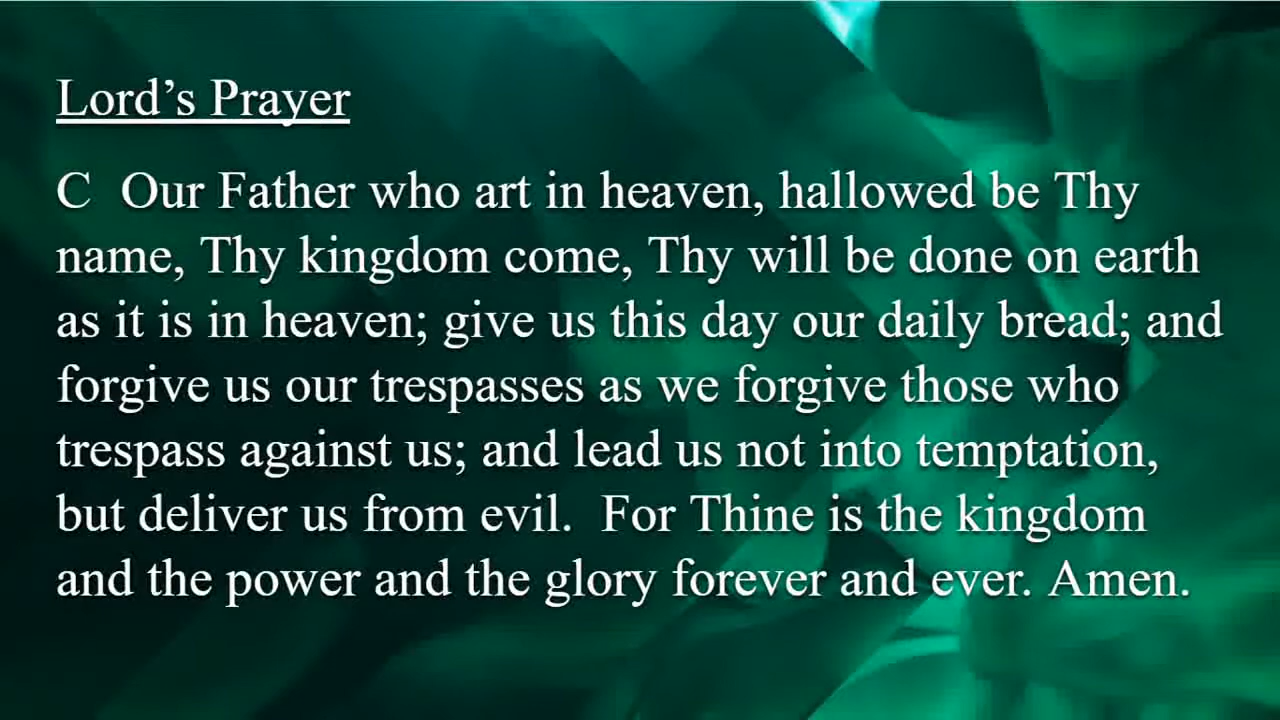 Lord’s Prayer
C  Our Father who art in heaven, hallowed be Thy
name, Thy kingdom come, Thy will be done on earth
as it is in heaven; give us this day our daily bread; and
forgive us our trespasses as we forgive those who
trespass against us; and lead us not into temptation,
but deliver us from evil.  For Thine is the kingdom
and the power and the glory forever and ever. Amen.